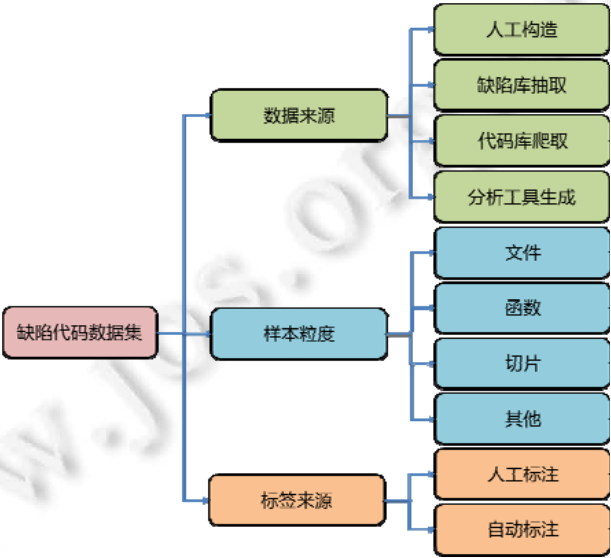 人工构造
缺陷库抽取
数据来源
代码库爬取
分析工具生成
文件
函数
缺陷代码数据集
样本粒度
切片
其他
人工标注
标签来源
自动标注
w.jos.or